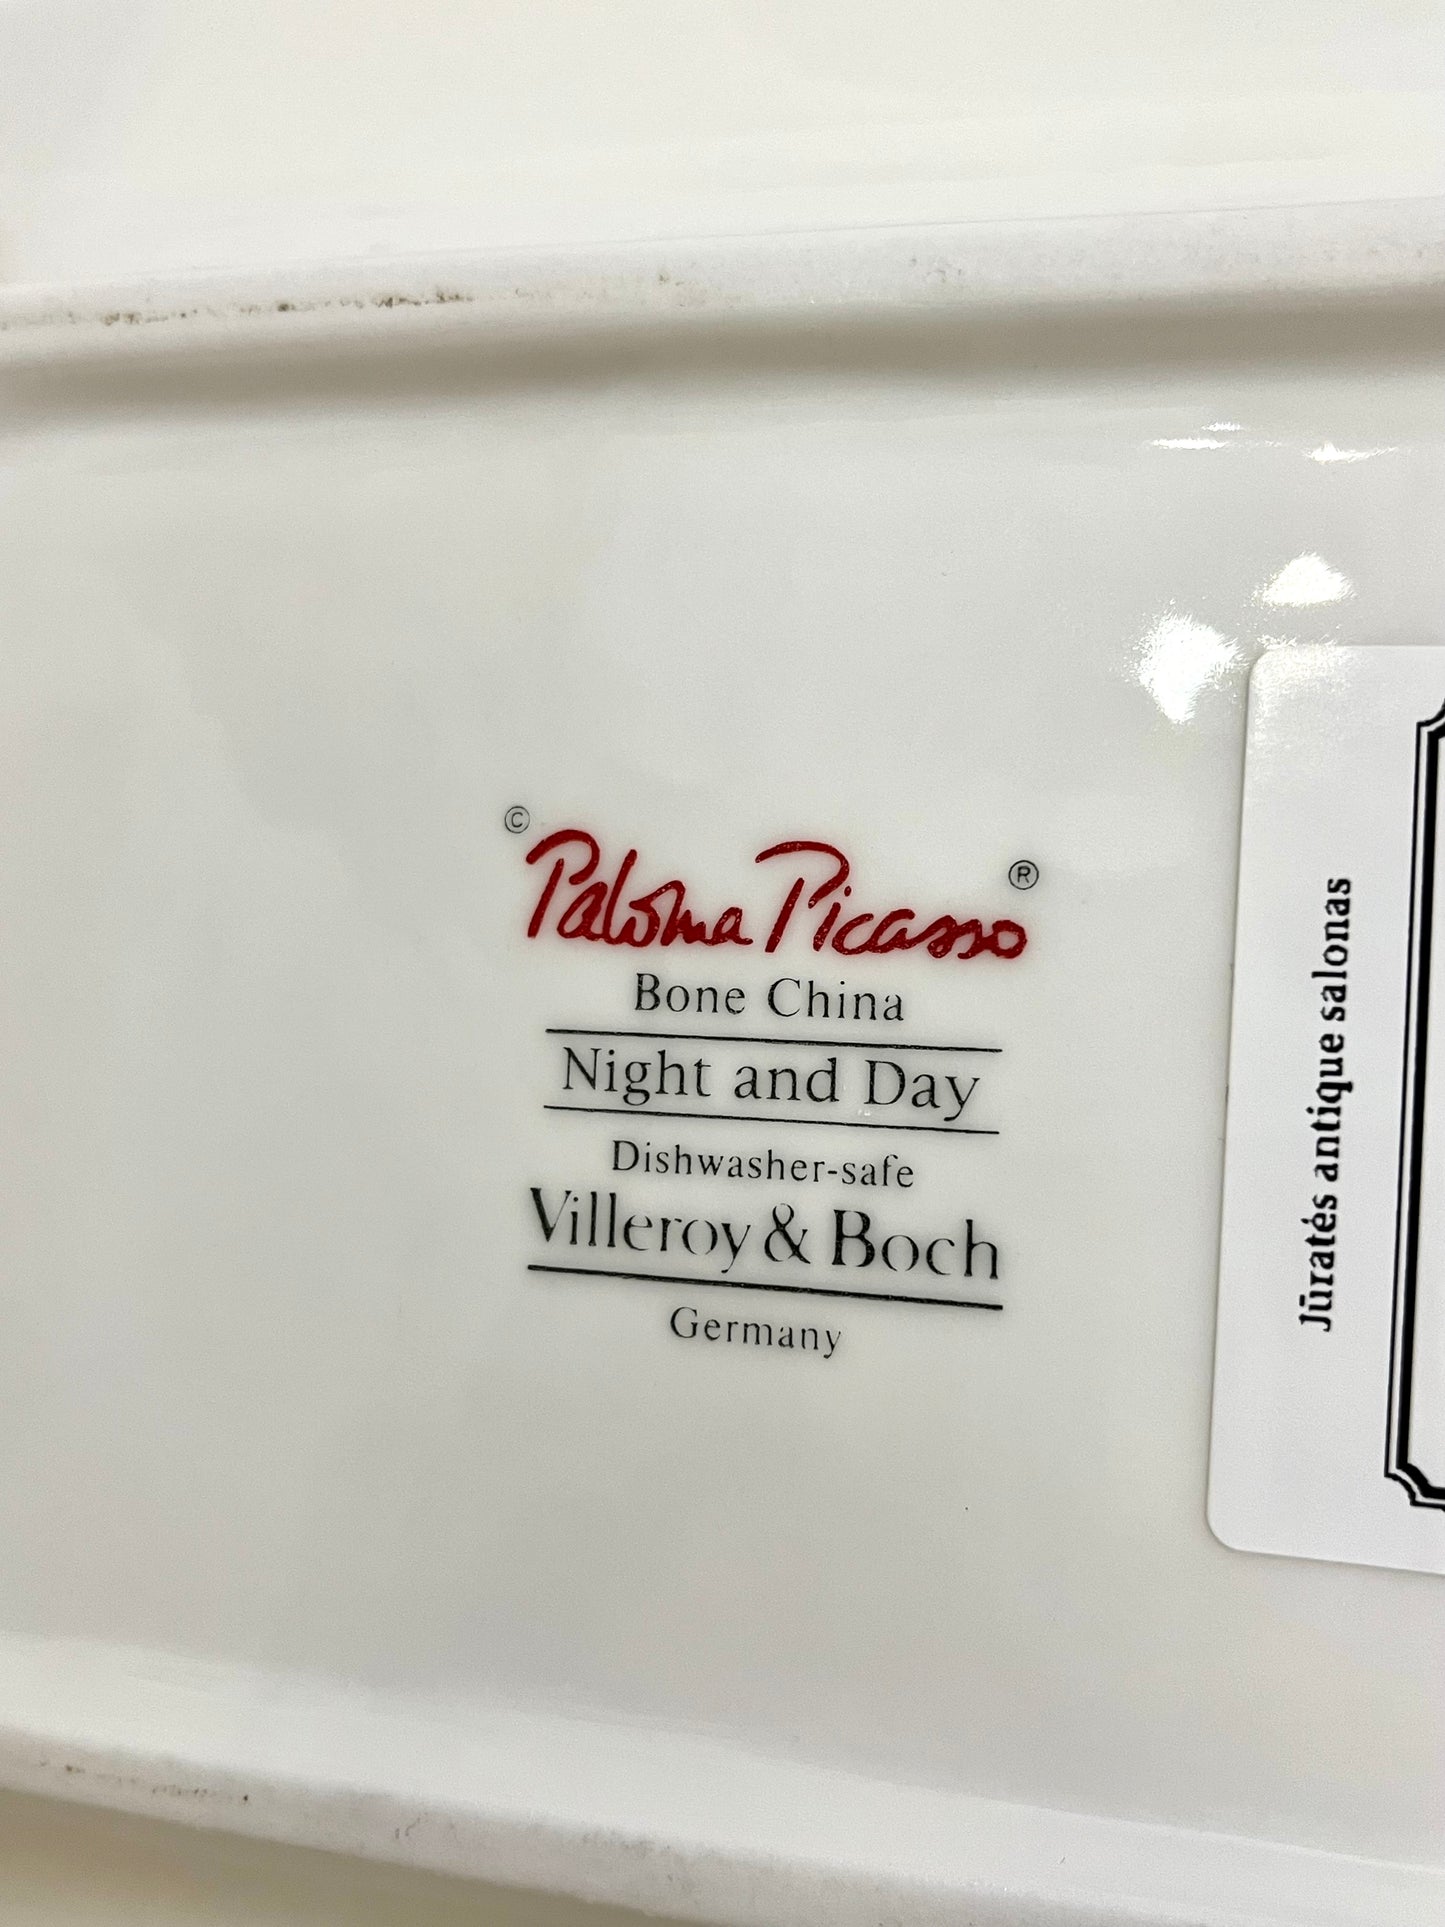 ©
Paloma Picasso ®
Bone China
Night and Day
Dishwasher-safe
Villeroy & Boch
Germany
Jūratės antique salonas